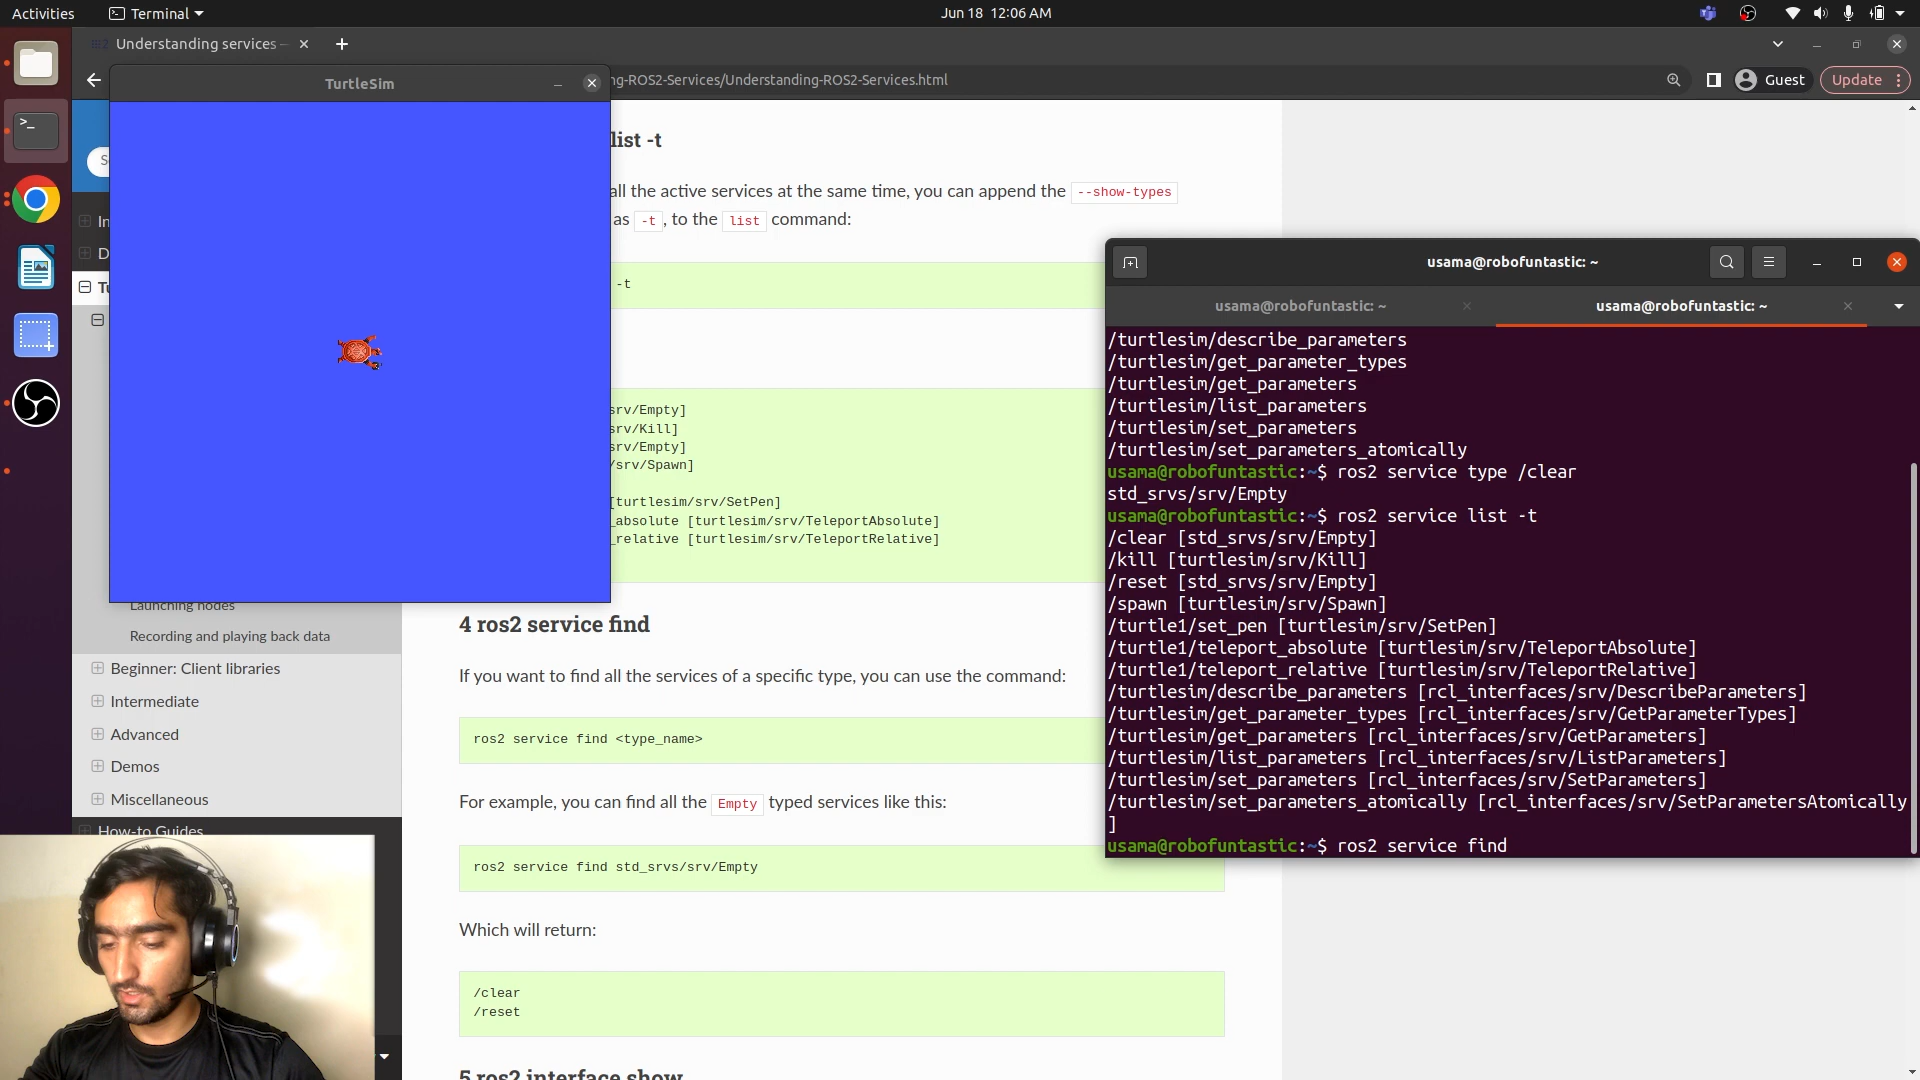 Activities
Terminal
Jun 18 12:06 AM
Understanding services –
ng-ROS2-Services/Understanding-ROS2-Services.html
Guest
Update
TurtleSim
S
In
D
Tu
list -t
all the active services at the same time, you can append the --show-types
as -t, to the list command:
-t
srv/Empty]
srv/Kill]
srv/Empty]
/srv/Spawn]
[turtlesim/srv/SetPen]
_absolute [turtlesim/srv/TeleportAbsolute]
_relative [turtlesim/srv/TeleportRelative]
Launching nodes
Recording and playing back data
Beginner: Client libraries
Intermediate
Advanced
Demos
Miscellaneous
How-to Guides
4 ros2 service find
If you want to find all the services of a specific type, you can use the command:
ros2 service find <type_name>
For example, you can find all the Empty typed services like this:
ros2 service find std_srvs/srv/Empty
Which will return:
/clear
/reset
5 ros2 interface show
usama@robofuntastic: ~
usama@robofuntastic: ~
usama@robofuntastic: ~
/turtlesim/describe_parameters
/turtlesim/get_parameter_types
/turtlesim/get_parameters
/turtlesim/list_parameters
/turtlesim/set_parameters
/turtlesim/set_parameters_atomically
usama@robofuntastic:~$ ros2 service type /clear
std_srvs/srv/Empty
usama@robofuntastic:~$ ros2 service list -t
/clear [std_srvs/srv/Empty]
/kill [turtlesim/srv/Kill]
/reset [std_srvs/srv/Empty]
/spawn [turtlesim/srv/Spawn]
/turtle1/set_pen [turtlesim/srv/SetPen]
/turtle1/teleport_absolute [turtlesim/srv/TeleportAbsolute]
/turtle1/teleport_relative [turtlesim/srv/TeleportRelative]
/turtlesim/describe_parameters [rcl_interfaces/srv/DescribeParameters]
/turtlesim/get_parameter_types [rcl_interfaces/srv/GetParameterTypes]
/turtlesim/get_parameters [rcl_interfaces/srv/GetParameters]
/turtlesim/list_parameters [rcl_interfaces/srv/ListParameters]
/turtlesim/set_parameters [rcl_interfaces/srv/SetParameters]
/turtlesim/set_parameters_atomically [rcl_interfaces/srv/SetParametersAtomically
]
usama@robofuntastic:~$ ros2 service find